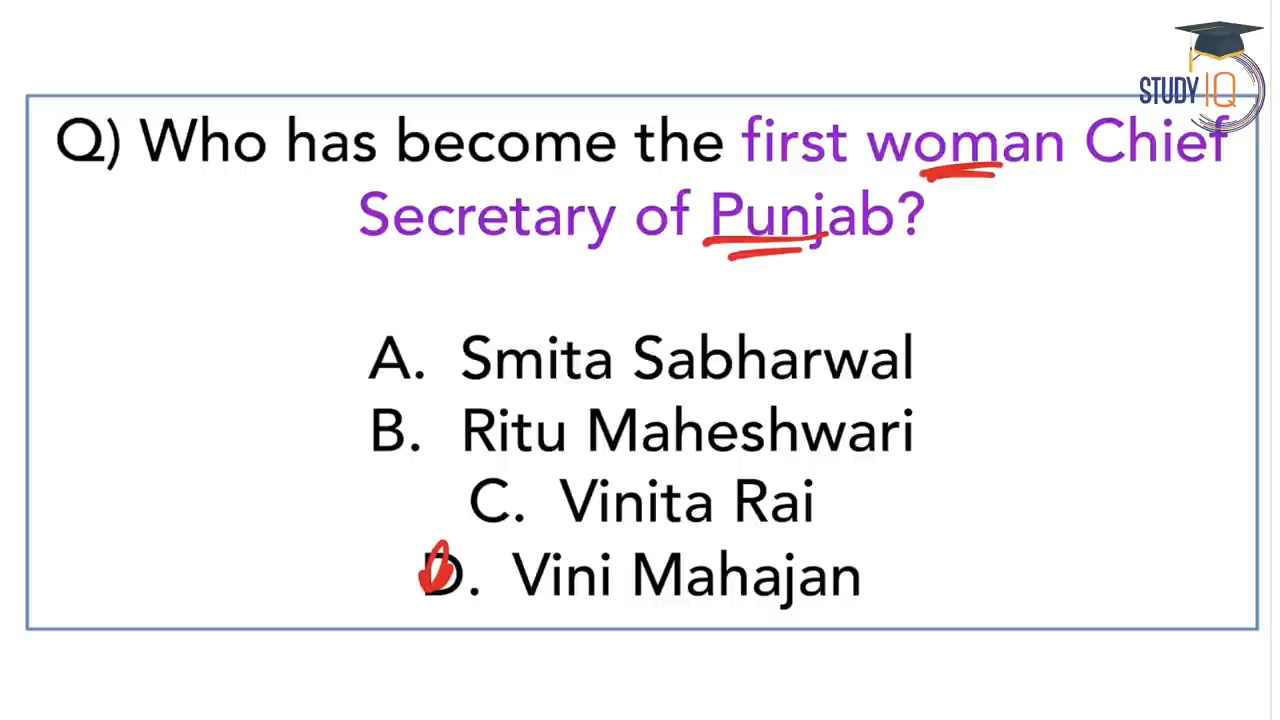 STUDY IQ
Q) Who has become the first woman Chief
Secretary of Punjab?
A. Smita Sabharwal
B. Ritu Maheshwari
C. Vinita Rai
D. Vini Mahajan